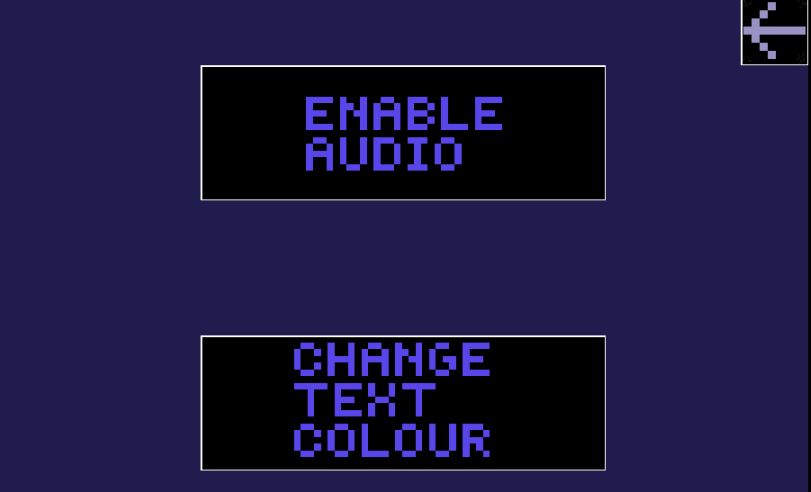 ENABLE
AUDIO
CHANGE
TEXT
COLOUR